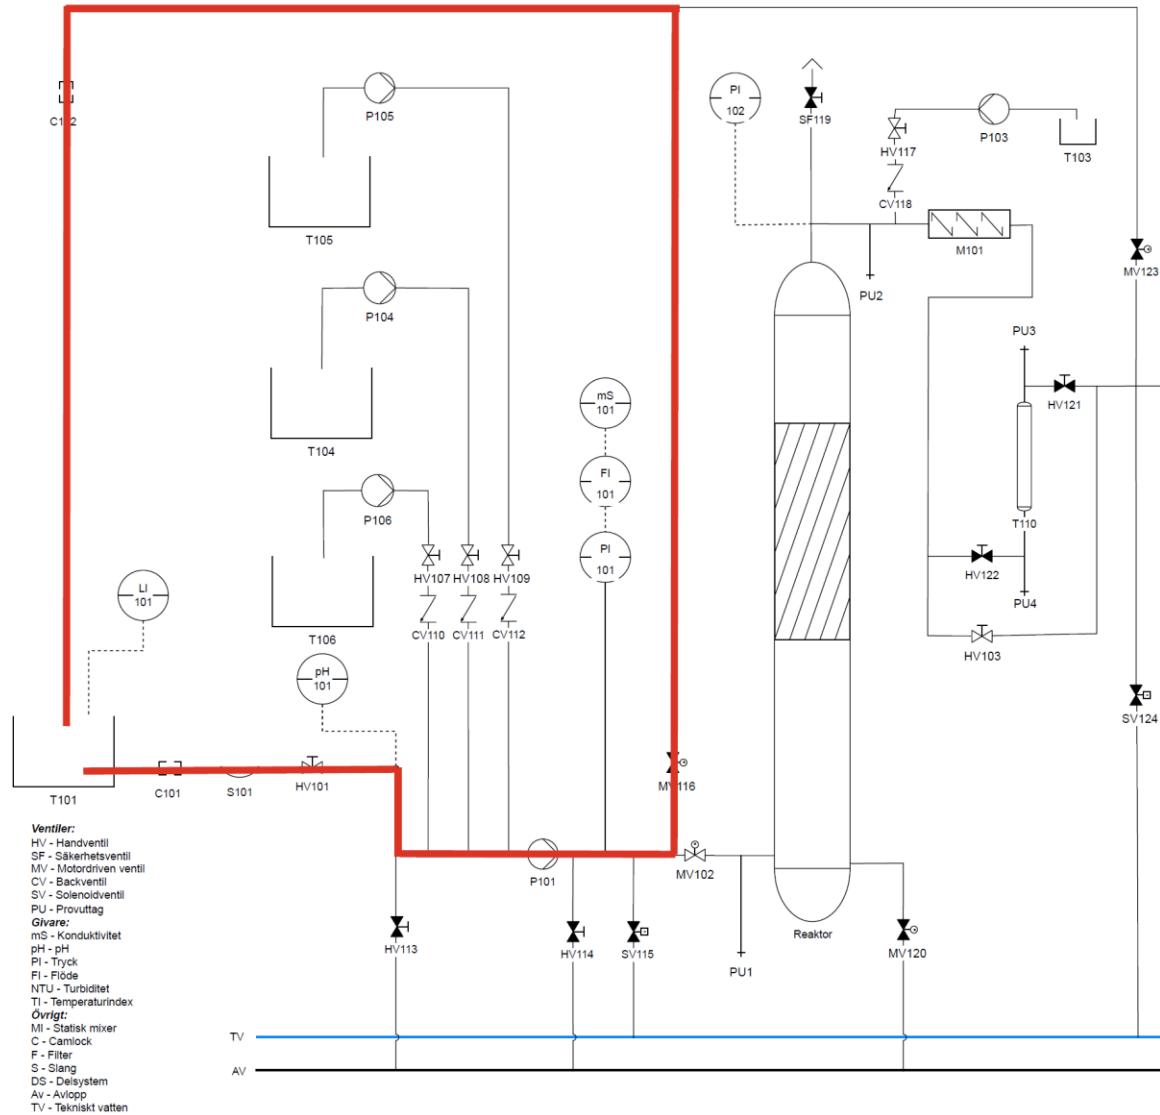 C102
P105
T105
PI
102
SF119
HV117
P103
T103
CV118
M101
PU2
MV123
P104
T104
PU3
HV121
mS
101
FI
101
PI
101
P106
T106
HV107
HV108
HV109
CV110
CV111
CV112
T110
HV122
PU4
HV103
LI
101
pH
101
SV124
T101
C101
S101
HV101
MV116
P101
MV102
HV113
HV114
SV115
PU1
Reaktor
MV120
TV
AV
Ventiler:
HV - Handventil
SF - Säkerhetsventil
MV - Motordriven ventil
CV - Backventil
SV - Solenoidventil
PU - Provuttag
Givare:
mS - Konduktivitet
pH - pH
PI - Tryck
FI - Flöde
NTU - Turbiditet
TI - Temperaturindex
Övrigt:
MI - Statisk mixer
C - Camlock
F - Filter
S - Slang
DS - Delsystem
Av - Avlopp
TV - Tekniskt vatten